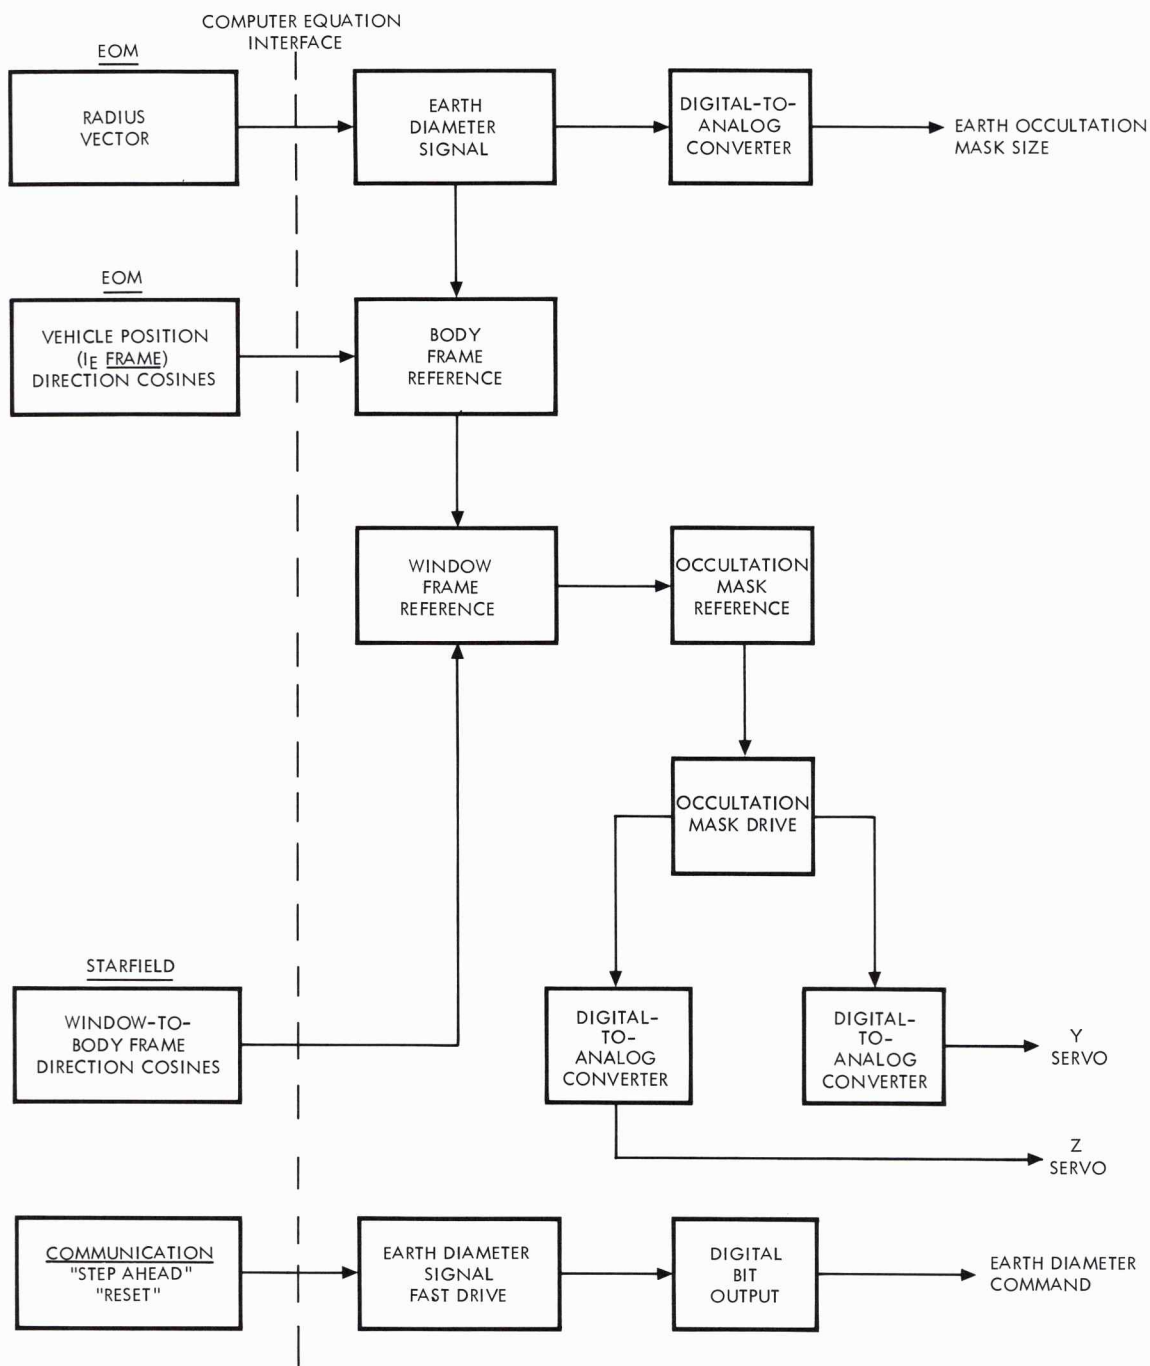 COMPUTER EQUATION
INTERFACE
EOM
RADIUS
VECTOR
EARTH
DIAMETER
SIGNAL
DIGITAL-TO-
ANALOG
CONVERTER
EARTH OCCULTATION
MASK SIZE
EOM
VEHICLE POSITION
(IE FRAME)
DIRECTION COSINES
BODY
FRAME
REFERENCE
WINDOW
FRAME
REFERENCE
OCCULTATION
MASK
REFERENCE
OCCULTATION
MASK DRIVE
STARFIELD
WINDOW-TO-
BODY FRAME
DIRECTION COSINES
DIGITAL-
TO-
ANALOG
CONVERTER
DIGITAL-
TO-
ANALOG
CONVERTER
Y
SERVO
Z
SERVO
COMMUNICATION
"STEP AHEAD"
"RESET"
EARTH DIAMETER
SIGNAL
FAST DRIVE
DIGITAL
BIT
OUTPUT
EARTH DIAMETER
COMMAND